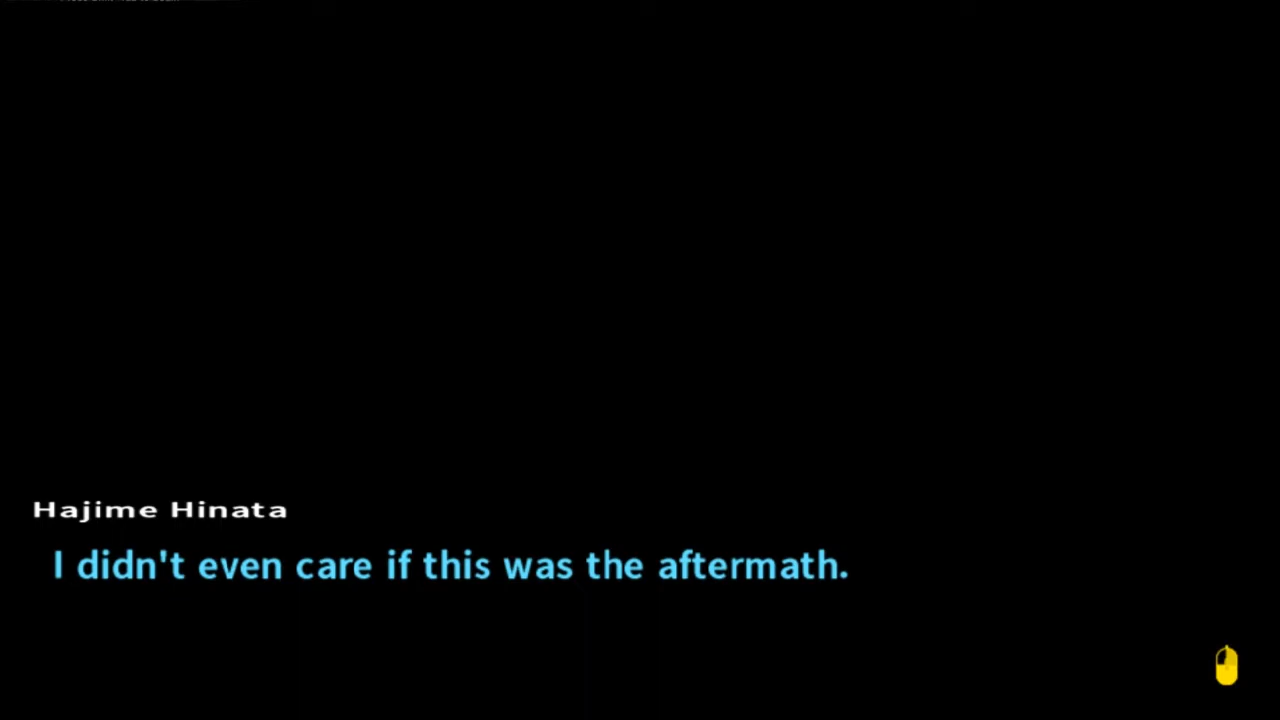 Hajime Hinata
I didn't even care if this was the aftermath.